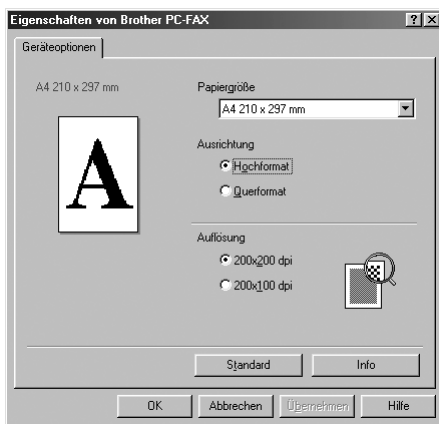 Eigenschaften von Brother PC-FAX
Geräteoptionen
A4 210 x 297 mm
A
Papiergröße
A4 210 x 297 mm
Ausrichtung
Hochformat
Querformat
Auflösung
200x200 dpi
200x100 dpi
Standard
Info
OK
Abbrechen
Übernehmen
Hilfe